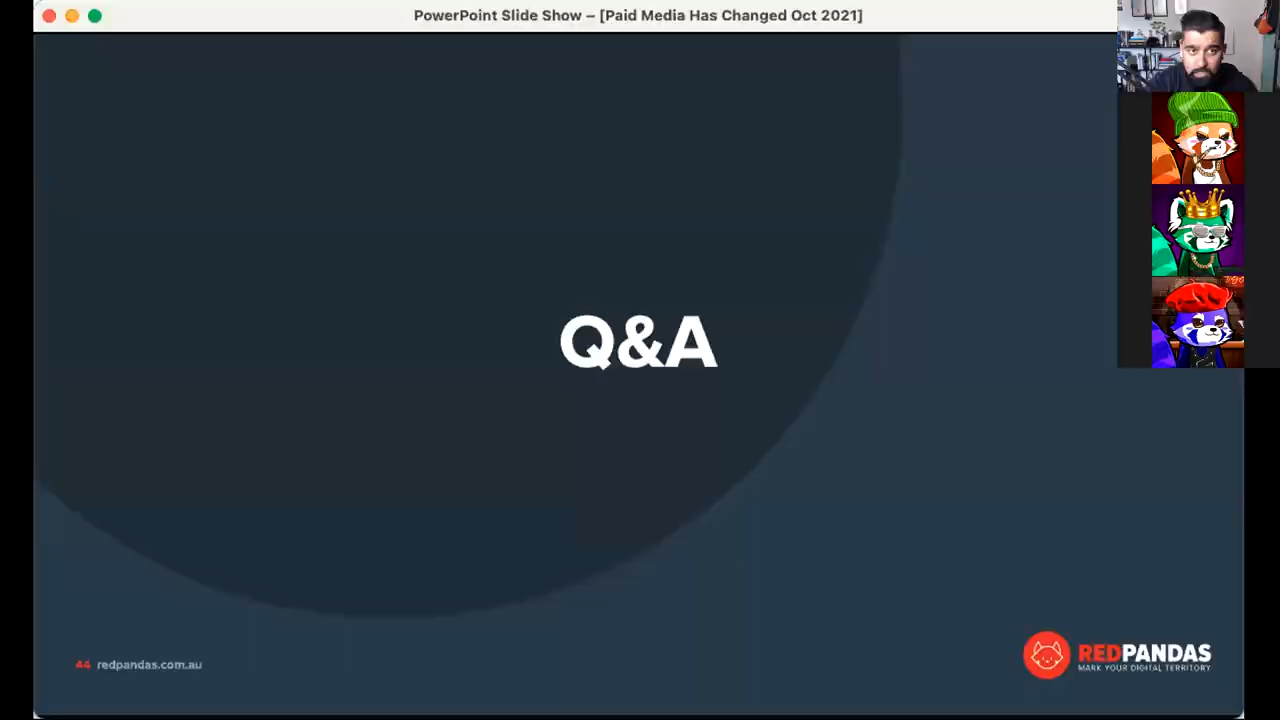 PowerPoint Slide Show – [Paid Media Has Changed Oct 2021]
Q&A
44 redpandas.com.au
REDPANDAS
MARK YOUR DIGITAL TERRITORY